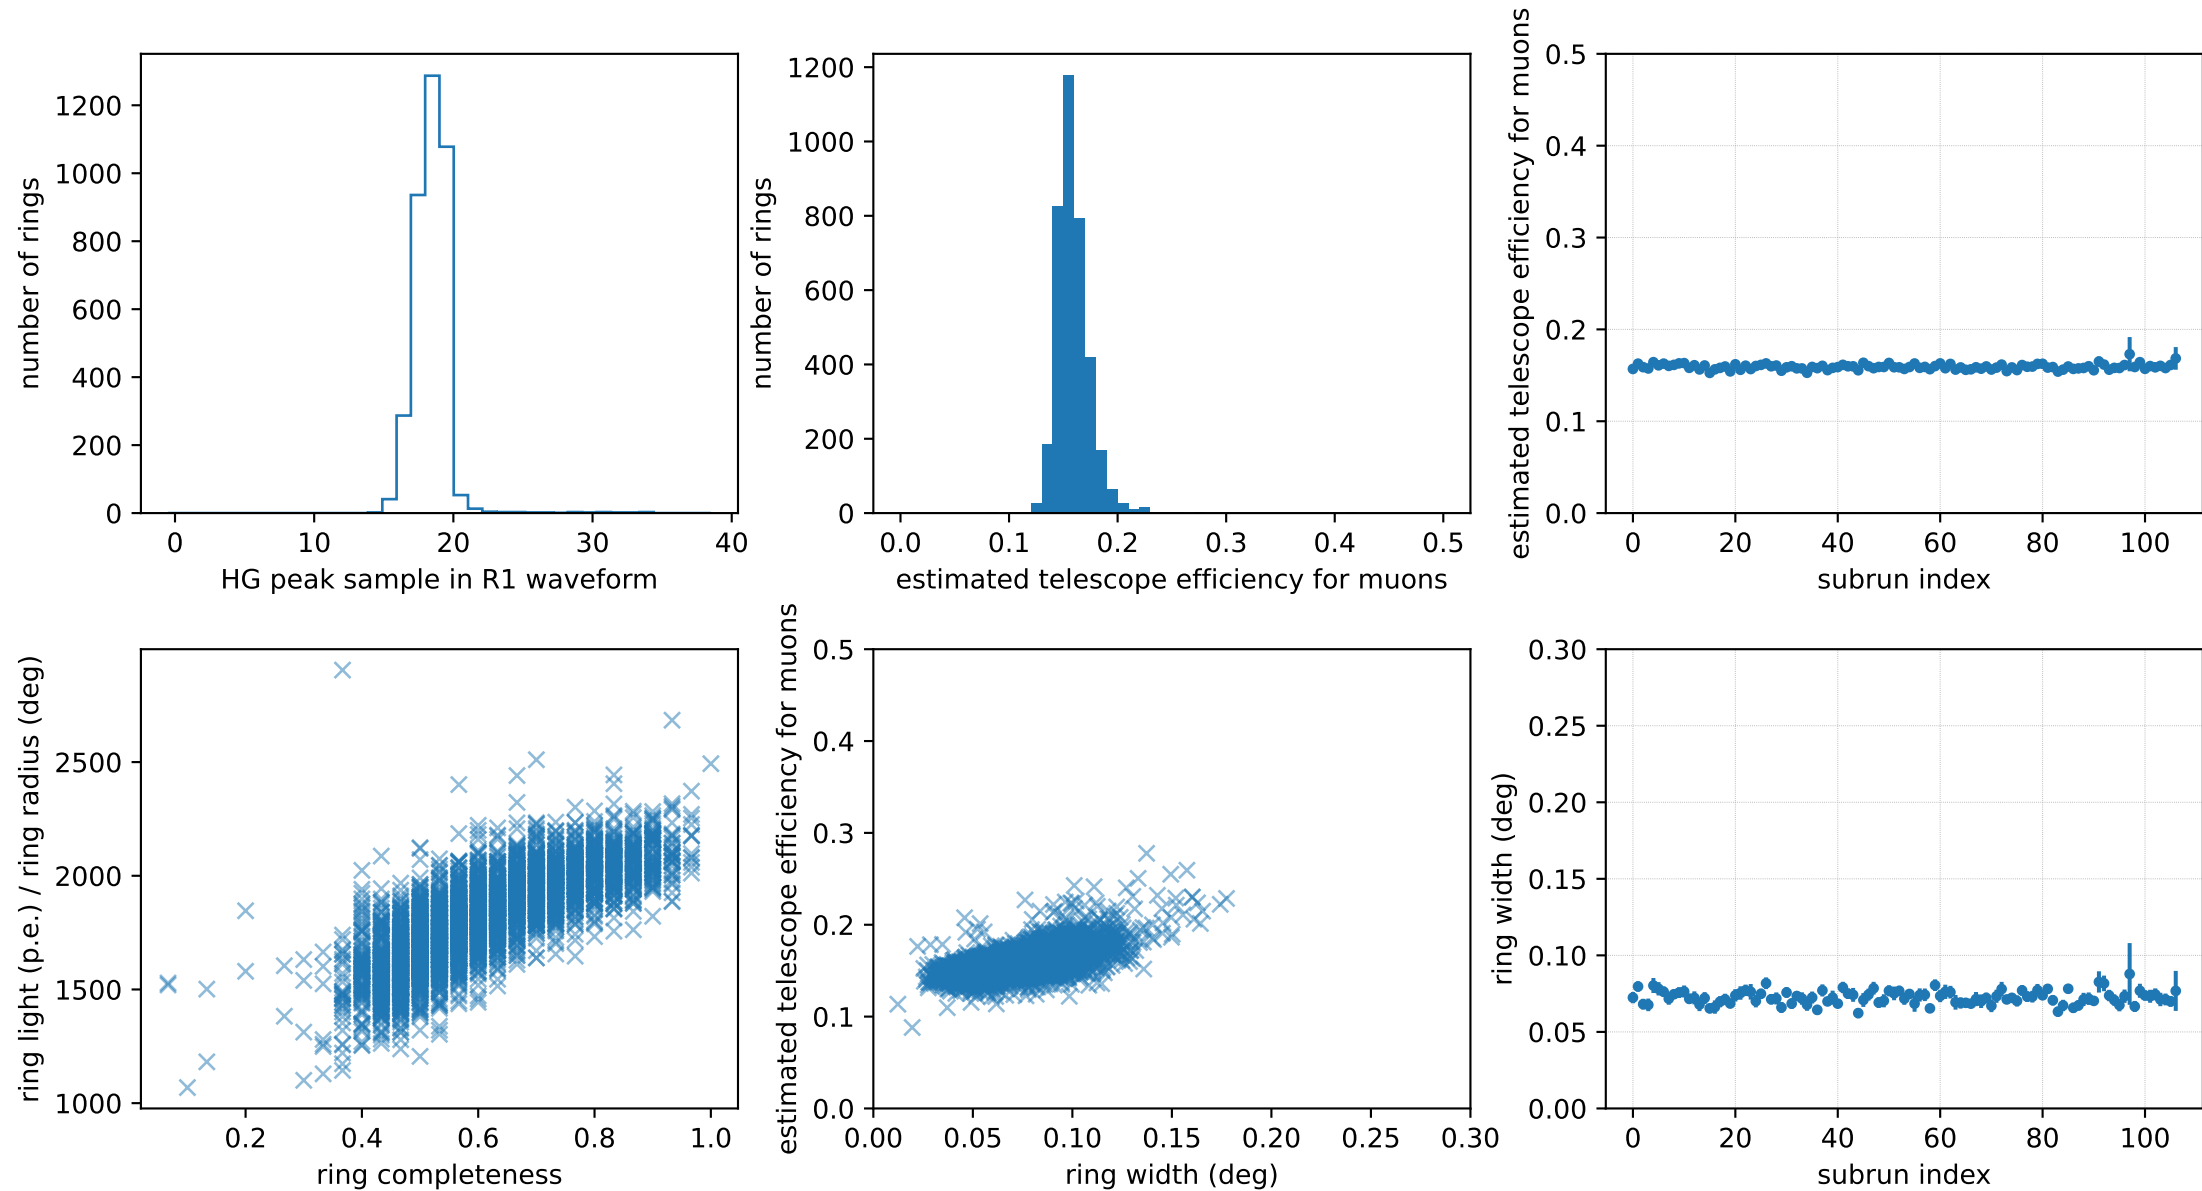 number of rings
1200
1000
800
600
400
200
0
0 10 20 30 40
HG peak sample in R1 waveform
number of rings
1200
1000
800
600
400
200
0
0.0 0.1 0.2 0.3 0.4 0.5
estimated telescope efficiency for muons
estimated telescope efficiency for muons
0.5
0.4
0.3
0.2
0.1
0.0
0 20 40 60 80 100
subrun index
ring light (p.e.) / ring radius (deg)
2500
2000
1500
1000
0.2 0.4 0.6 0.8 1.0
ring completeness
estimated telescope efficiency for muons
0.5
0.4
0.3
0.2
0.1
0.0
0.00 0.05 0.10 0.15 0.20 0.25 0.30
ring width (deg)
ring width (deg)
0.30
0.25
0.20
0.15
0.10
0.05
0.00
0 20 40 60 80 100
subrun index